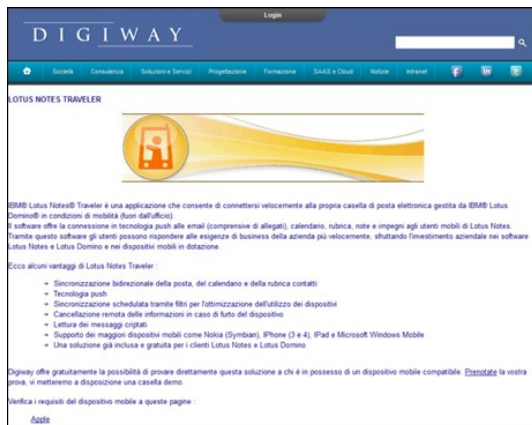 Login
DIGIWAY
Società Consulenza Soluzioni e Servizi Progettazione Formazione SAAS e Cloud Notizie Intranet
LOTUS NOTES TRAVELER
IBM® Lotus Notes® Traveler è una applicazione che consente di connettersi velocemente alla propria casella di posta elettronica gestita da IBM® Lotus
Domino® in condizioni di mobilità (fuori dall'ufficio).
Il software offre la connessione in tecnologia push alle email (comprensive di allegati), calendario, rubrica, note e impegni agli utenti mobili di Lotus Notes.
Tramite questo software gli utenti possono rispondere alle esigenze di business della azienda più velocemente, sfruttando l'investimento aziendale nei software
Lotus Notes e Lotus Domino e nei dispositivi mobili in dotazione.
Ecco alcuni vantaggi di Lotus Notes Traveler :
Sincronizzazione bidirezionale della posta, del calendario e della rubrica contatti
Tecnologia push
Sincronizzazione schedulata tramite filtri per l'ottimizzazione dell'utilizzo dei dispositivi
Cancellazione remota delle informazioni in caso di furto del dispositivo
Lettura dei messaggi criptati
Supporto dei maggiori dispositivi mobili come Nokia (Symbian), IPhone (3 e 4), IPad e Microsoft Windows Mobile
Una soluzione già inclusa e gratuita per i clienti Lotus Notes e Lotus Domino
Digiway offre gratuitamente la possibilità di provare direttamente questa soluzione a chi è in possesso di un dispositivo mobile compatibile. Prenotate la vostra
prova, vi metteremo a disposizione una casella demo.
Verifica i requisiti del dispositivo mobile a queste pagine :
Apple